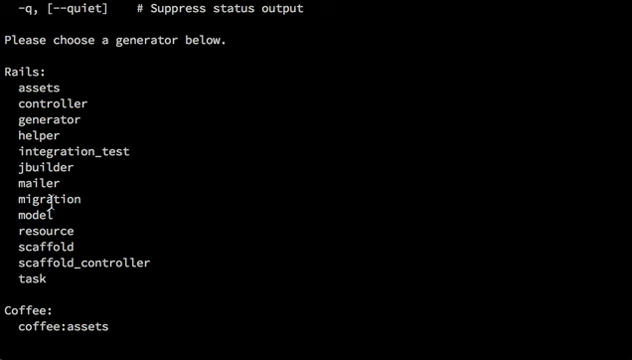 -q, [--quiet]    # Suppress status output
Please choose a generator below.
Rails:
assets
controller
generator
helper
integration_test
jbuilder
mailer
migration
model
resource
scaffold
scaffold_controller
task
Coffee:
coffee:assets